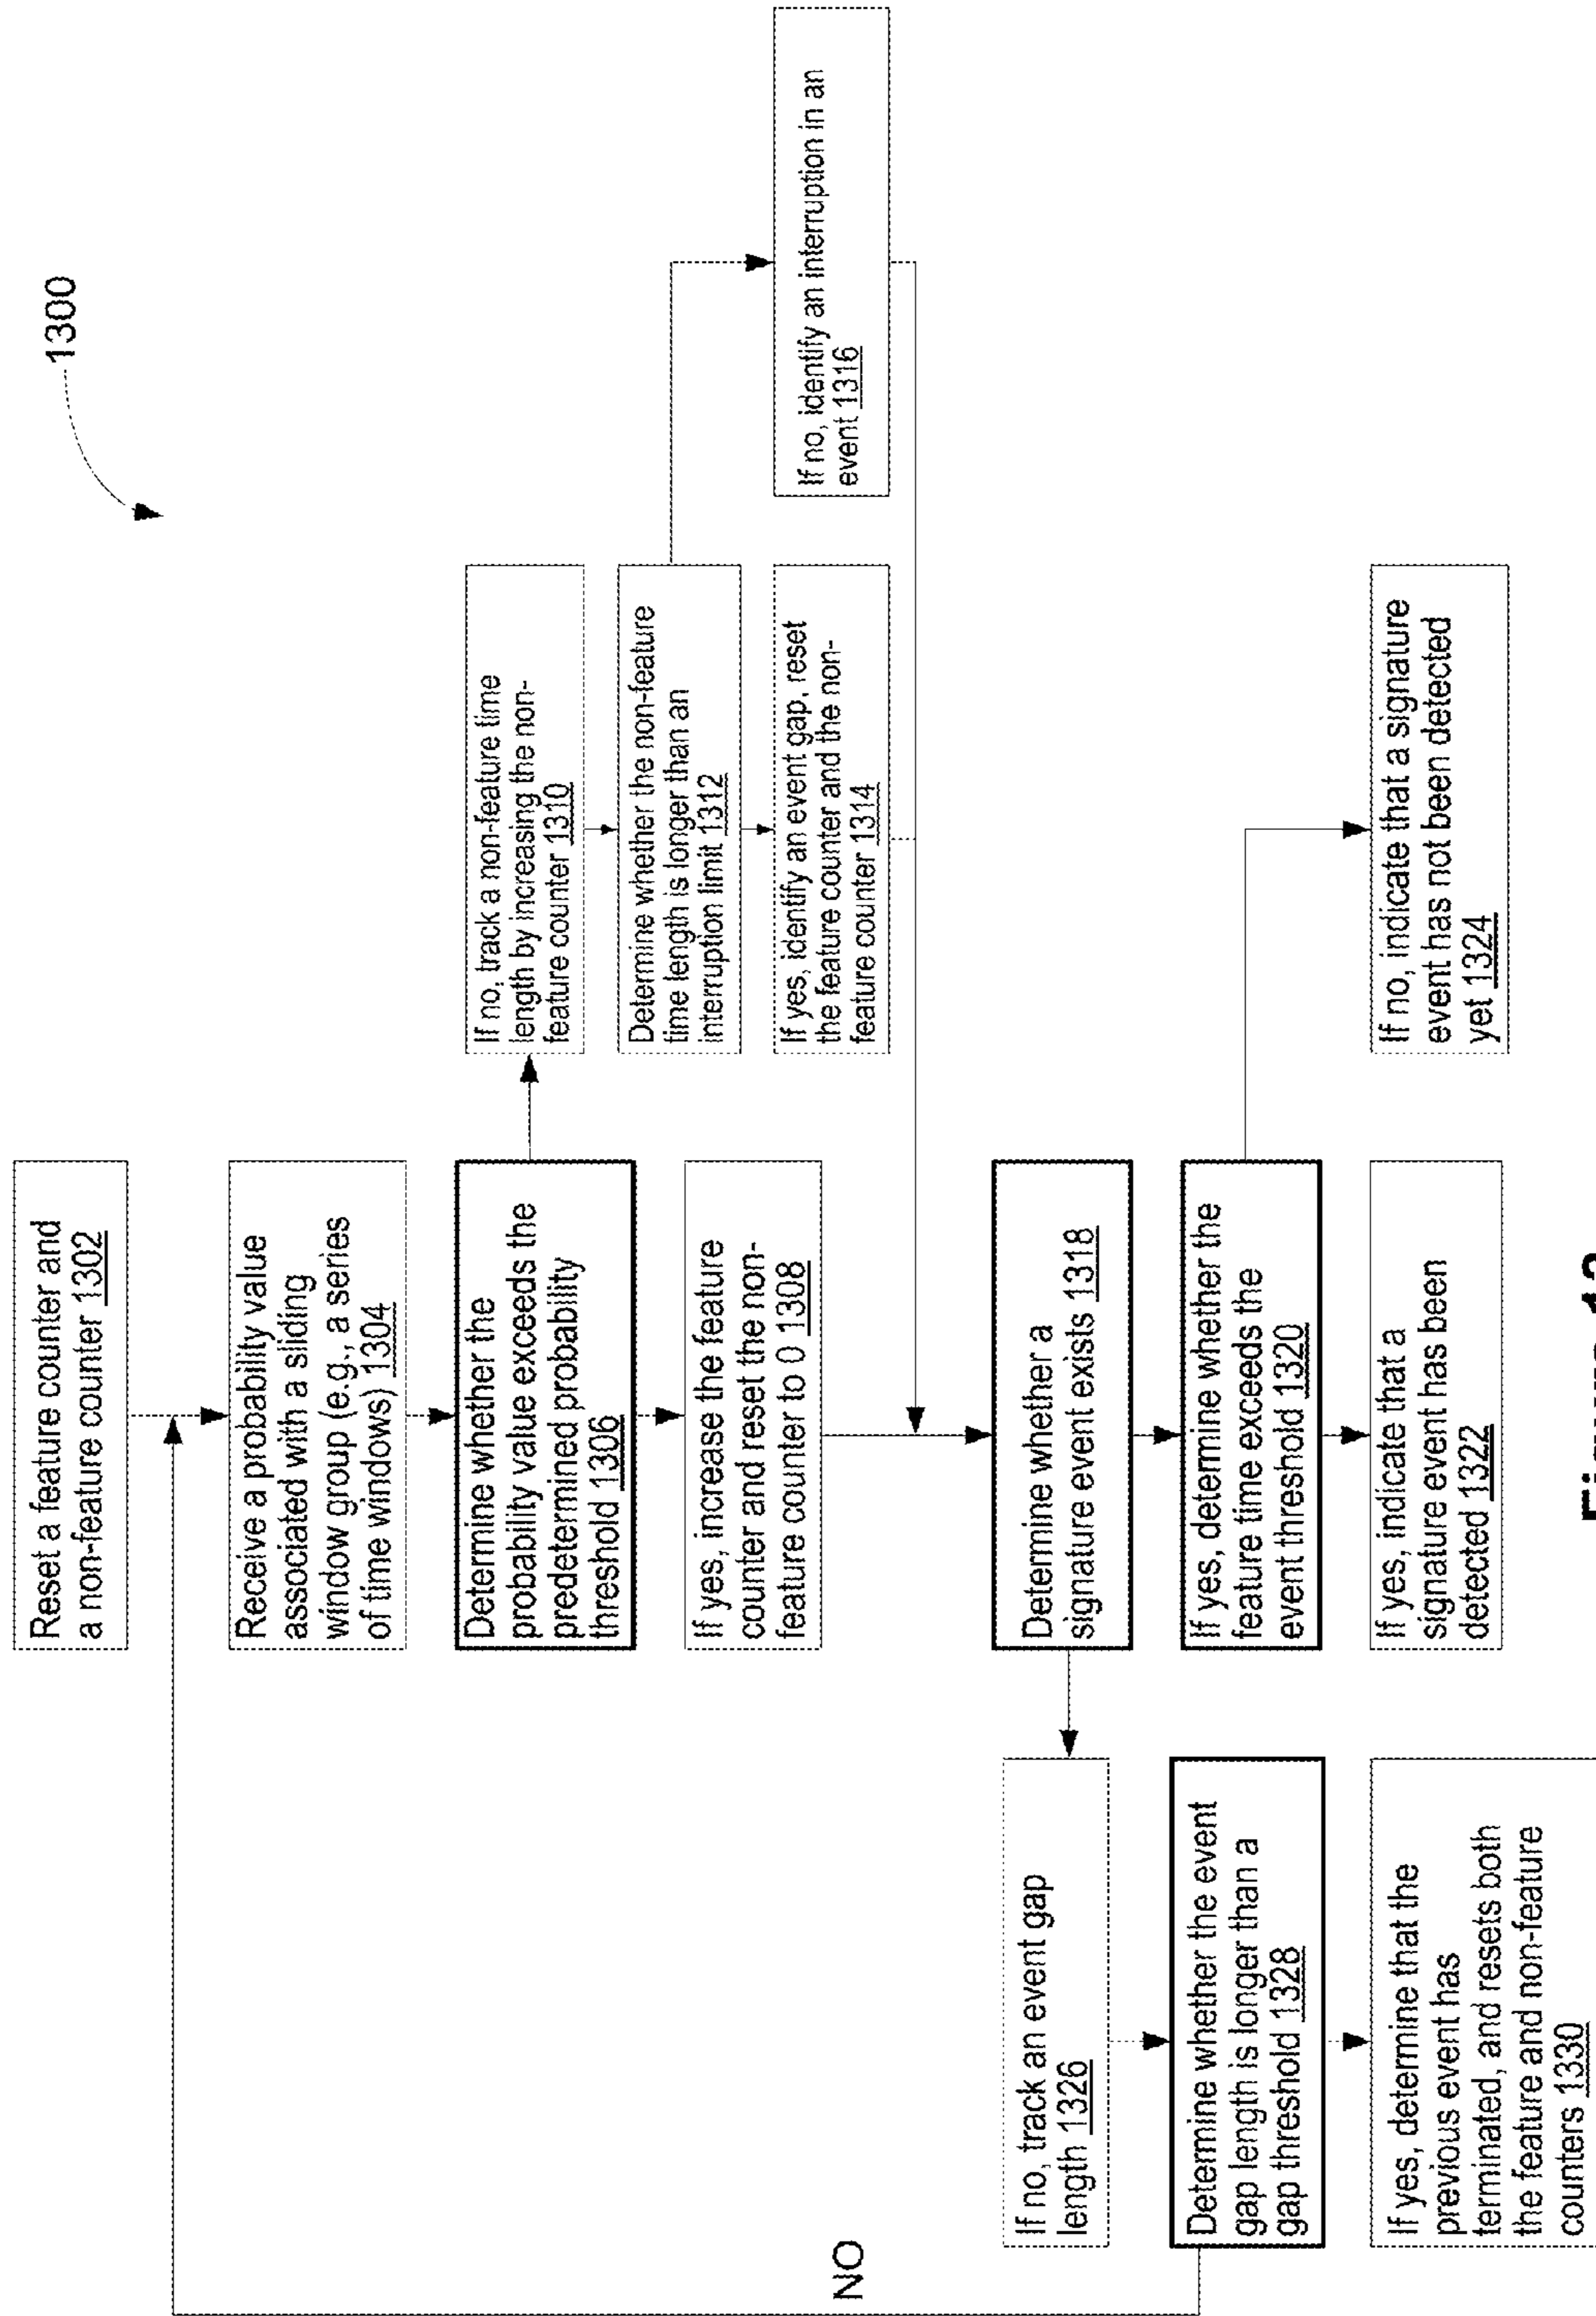 1300
Reset a feature counter and
a non-feature counter 1302
Receive a probability value
associated with a sliding
window group (e.g., a series
of time windows) 1304
Determine whether the
probability value exceeds the
predetermined probability
threshold 1306
If yes, increase the feature
counter and reset the non-
feature counter to 0 1308
If no, track a non-feature time
length by increasing the non-
feature counter 1310
Determine whether the non-feature
time length is longer than an
interruption limit 1312
If yes, identify an event gap, reset
the feature counter and the non-
feature counter 1314
If no, identify an interruption in an
event 1316
Determine whether a
signature event exists 1318
If yes, determine whether the
feature time exceeds the
event threshold 1320
If yes, indicate that a
signature event has been
detected 1322
If no, indicate that a signature
event has not been detected
yet 1324
If no, track an event gap
length 1326
Determine whether the event
gap length is longer than a
gap threshold 1328
If yes, determine that the
previous event has
terminated, and resets both
the feature and non-feature
counters 1330
NO